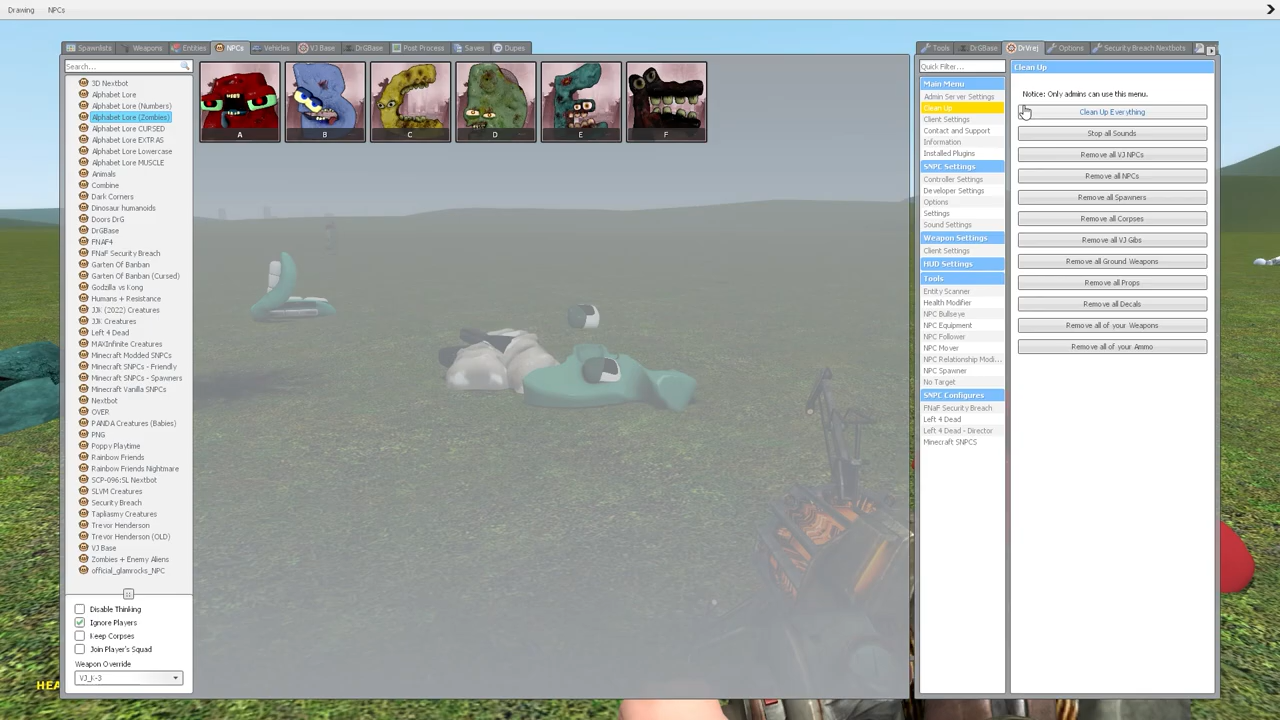 Drawing NPCs
Spawnlists Weapons Entities NPCs Vehicles VJ Base DrGBase Post Process Saves Dupes
Search...
3D Nextbot
Alphabet Lore
Alphabet Lore (Numbers)
Alphabet Lore (Zombies)
Alphabet Lore CURSED
Alphabet Lore EXTRAS
Alphabet Lore Lowercase
Alphabet Lore MUSCLE
Animals
Combine
Dark Corners
Dinosaur humanoids
Doors DrG
DrGBase
FNAF4
FNaF Security Breach
Garten Of Banban
Garten Of Banban (Cursed)
Godzilla vs Kong
Humans + Resistance
JJK (2022) Creatures
JJK Creatures
Left 4 Dead
MAXInfinite Creatures
Minecraft Modded SNPCs
Minecraft SNPCs - Friendly
Minecraft SNPCs - Spawners
Minecraft Vanilla SNPCs
Nextbot
OVER
PANDA Creatures (Babies)
PNG
Poppy Playtime
Rainbow Friends
Rainbow Friends Nightmare
SCP-096:SL Nextbot
SLVM Creatures
Security Breach
Tapliasmy Creatures
Trevor Henderson
Trevor Henderson (OLD)
VJ Base
Zombies + Enemy Aliens
official_glamrocks_NPC
Disable Thinking
Ignore Players
Keep Corpses
Join Player's Squad
Weapon Override
VJ_K-3
A B C D E F
HEA
Tools DrGBase DrVrej Options Security Breach Nextbots
Quick Filter...
Main Menu
Admin Server Settings
Clean Up
Client Settings
Contact and Support
Information
Installed Plugins
SNPC Settings
Controller Settings
Developer Settings
Options
Settings
Sound Settings
Weapon Settings
Client Settings
HUD Settings
Tools
Entity Scanner
Health Modifier
NPC Bullseye
NPC Equipment
NPC Follower
NPC Mover
NPC Relationship Modi...
NPC Spawner
No Target
SNPC Configures
FNaF Security Breach
Left 4 Dead
Left 4 Dead - Director
Minecraft SNPCS
Clean Up
Notice: Only admins can use this menu.
Clean Up Everything
Stop all Sounds
Remove all VJ NPCs
Remove all NPCs
Remove all Spawners
Remove all Corpses
Remove all VJ Gibs
Remove all Ground Weapons
Remove all Props
Remove all Decals
Remove all of your Weapons
Remove all of your Ammo